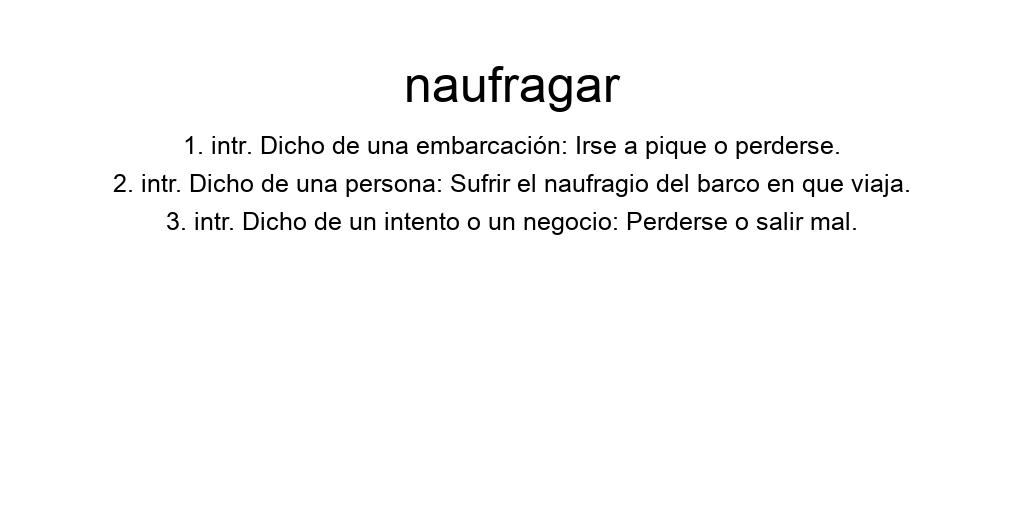 naufragar
1. intr. Dicho de una embarcación: Irse a pique o perderse.
2. intr. Dicho de una persona: Sufrir el naufragio del barco en que viaja.
3. intr. Dicho de un intento o un negocio: Perderse o salir mal.